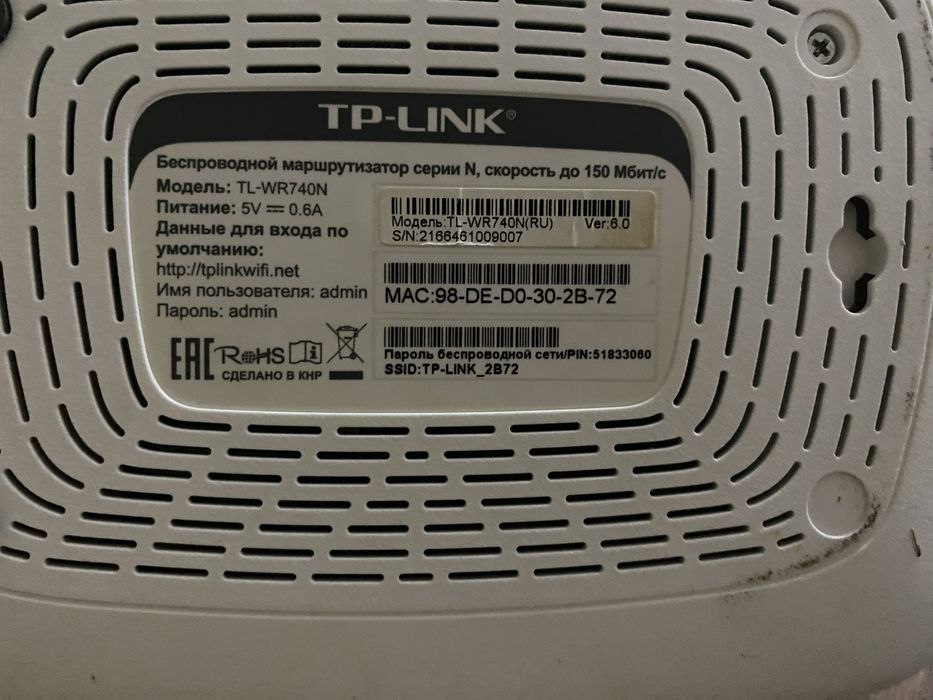 TP-LINK®
Беспроводной маршрутизатор серии N, скорость до 150 Мбит/с
Модель: TL-WR740N
Питание: 5V ⎓ 0.6A
Данные для входа по
умолчанию:
http://tplinkwifi.net
Имя пользователя: admin
Пароль: admin
EAC RoHS
СДЕЛАНО В КНР
Модель:TL-WR740N(RU) Ver:6.0
S/N:2166461009007
MAC:98-DE-D0-30-2B-72
Пароль беспроводной сети/PIN:51833060
SSID:TP-LINK_2B72